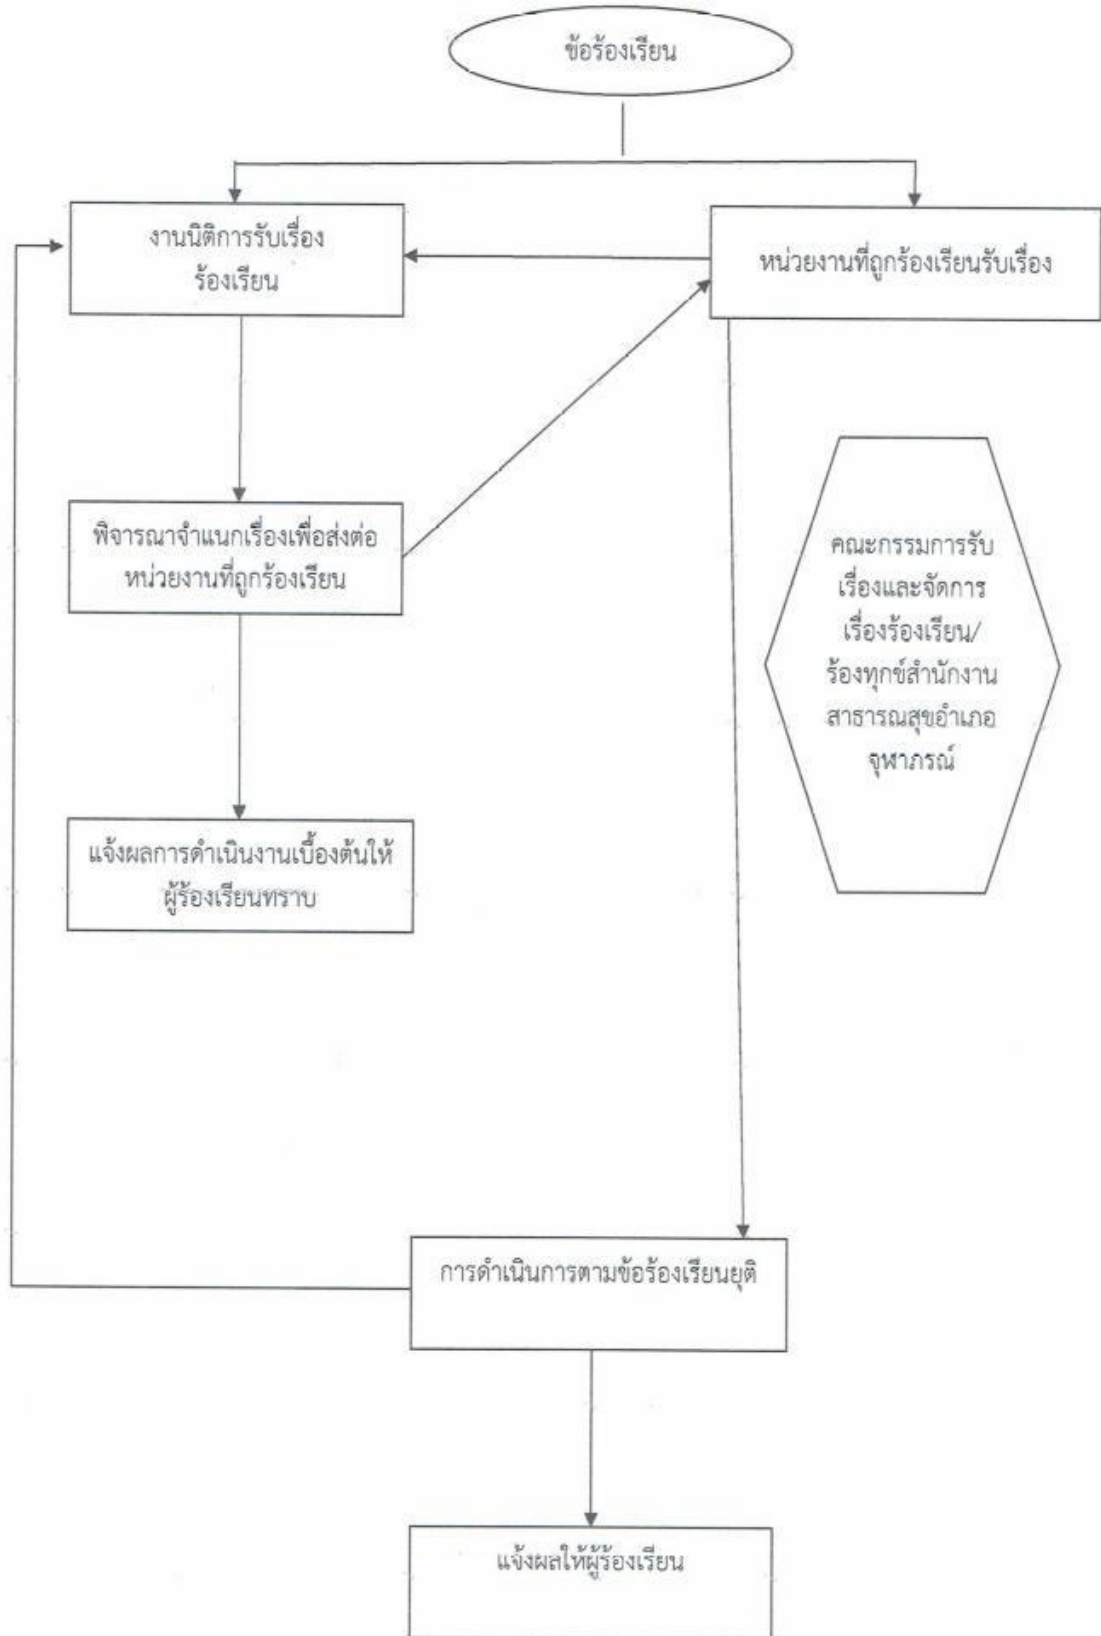 ข้อร้องเรียน
งานนิติการรับเรื่อง
ร้องเรียน
หน่วยงานที่ถูกร้องเรียนรับเรื่อง
พิจารณาจำแนกเรื่องเพื่อส่งต่อ
หน่วยงานที่ถูกร้องเรียน
คณะกรรมการรับ
เรื่องและจัดการ
เรื่องร้องเรียน/
ร้องทุกข์สำนักงาน
สาธารณสุขอำเภอ
จุฬาภรณ์
แจ้งผลการดำเนินงานเบื้องต้นให้
ผู้ร้องเรียนทราบ
การดำเนินการตามข้อร้องเรียนยุติ
แจ้งผลให้ผู้ร้องเรียน